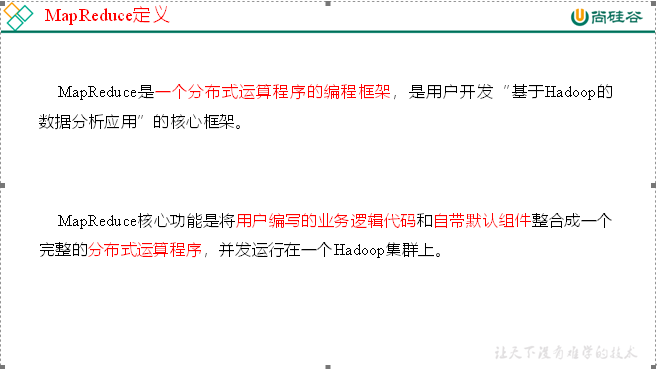 MapReduce定义
尚硅谷
MapReduce是一个分布式运算程序的编程框架，是用户开发“基于Hadoop的
数据分析应用”的核心框架。
MapReduce核心功能是将用户编写的业务逻辑代码和自带默认组件整合成一个
完整的分布式运算程序，并发运行在一个Hadoop集群上。
让天下没有难学的技术